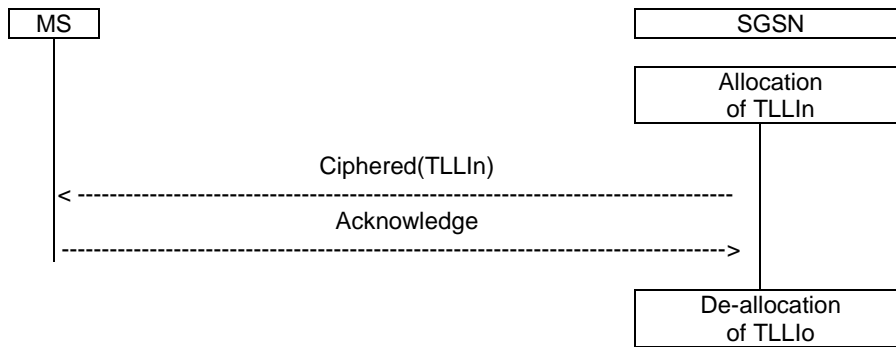 MS
SGSN
Allocation
of TLLIn
Ciphered(TLLIn)
< -----------------------------------------------------------------------------------
Acknowledge
------------------------------------------------------------------------------------>
De-allocation
of TLLIo